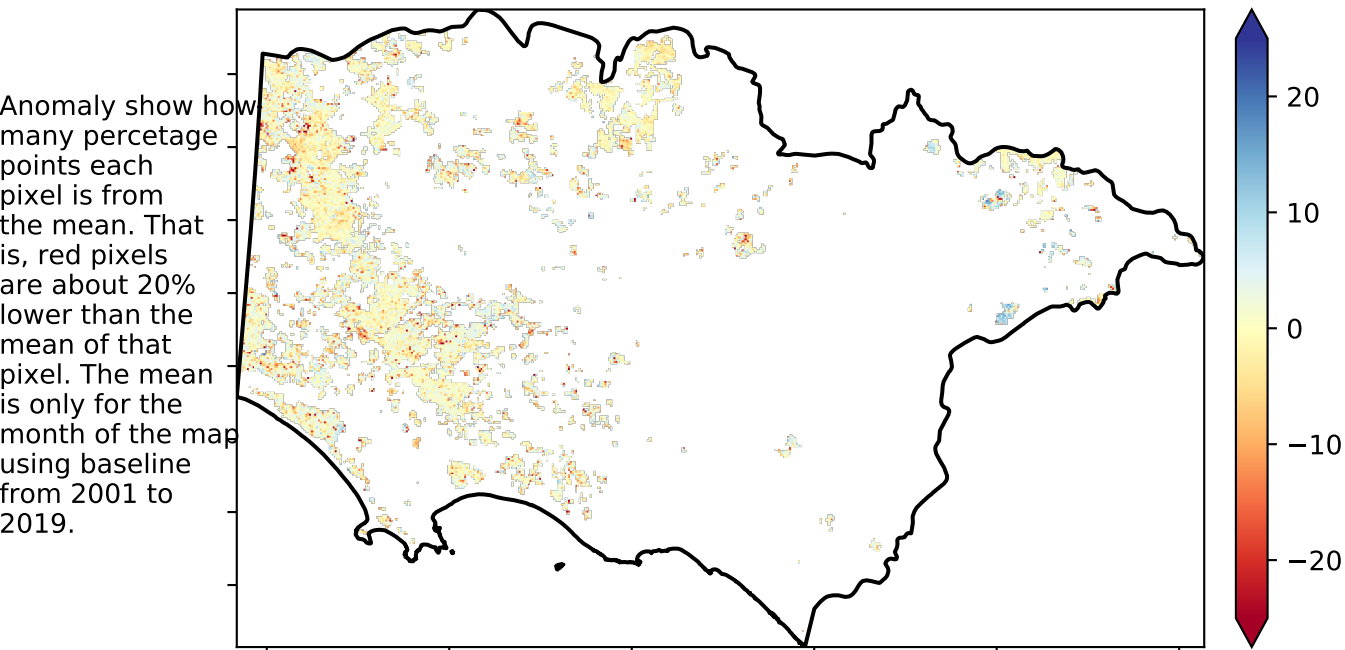 Anomaly show how
many percetage
points each
pixel is from
the mean. That
is, red pixels
are about 20%
lower than the
mean of that
pixel. The mean
is only for the
month of the map
using baseline
from 2001 to
2019.
20
10
0
−10
−20